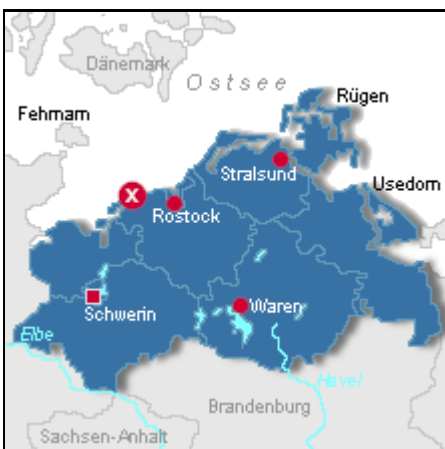 Dänemark
Ostsee
Rügen
Fehmarn
Stralsund
Usedom
X
Rostock
Waren
Schwerin
Elbe
Havel
Brandenburg
Sachsen-Anhalt